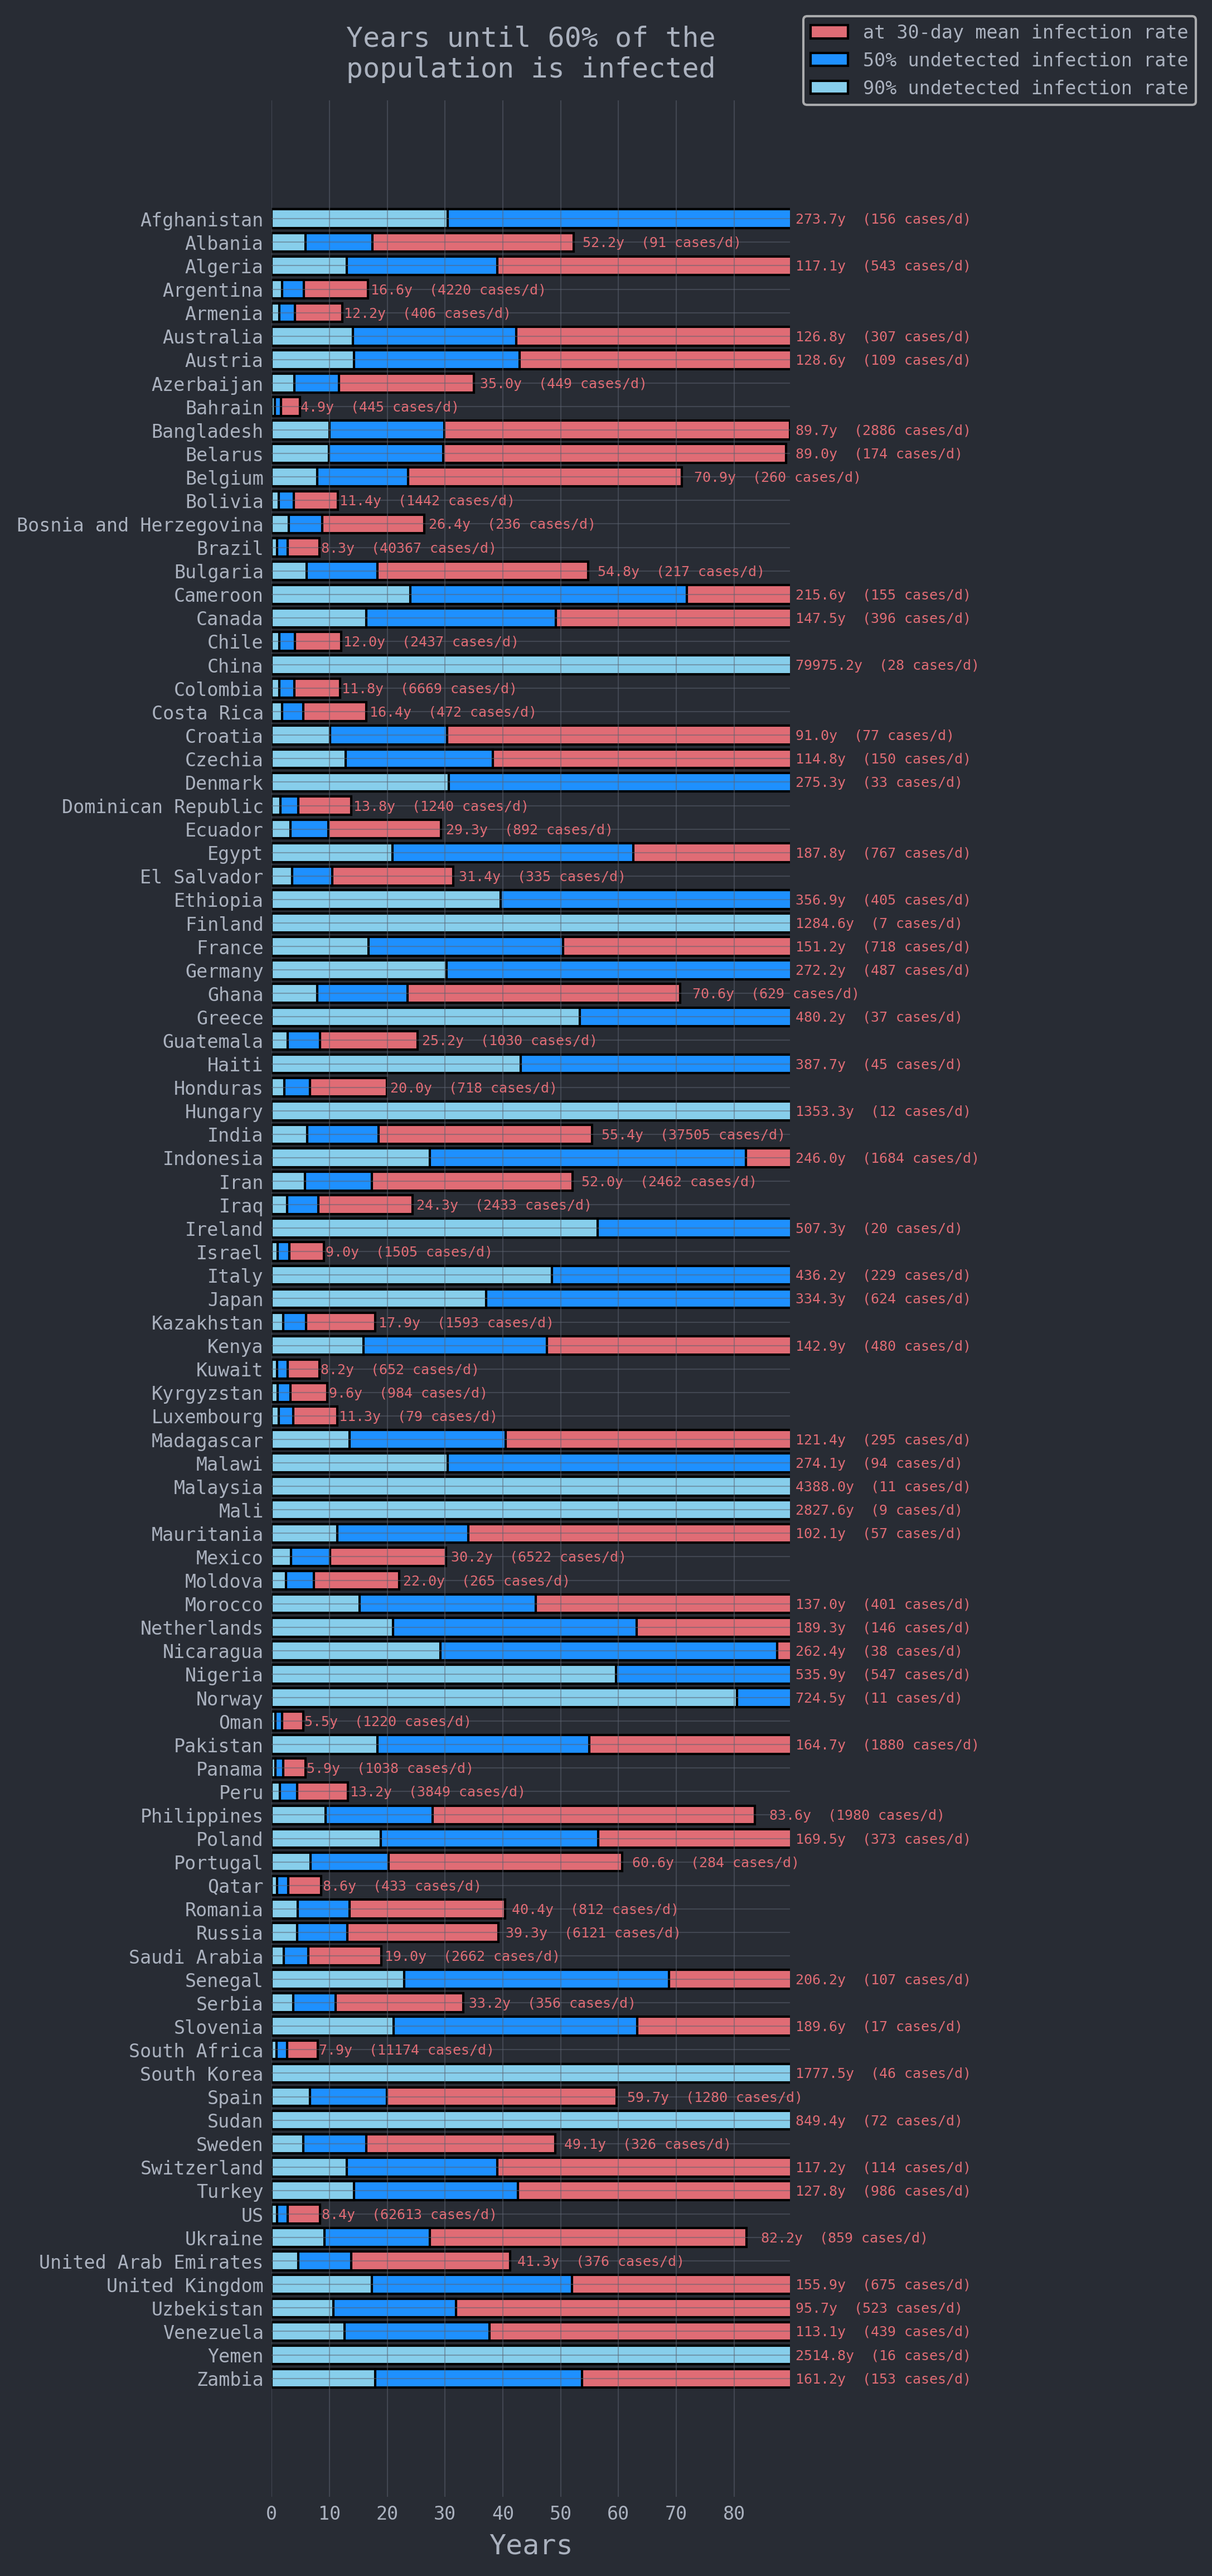 Years until 60% of the
population is infected
at 30-day mean infection rate
50% undetected infection rate
90% undetected infection rate
Afghanistan 273.7y (156 cases/d)
Albania 52.2y (91 cases/d)
Algeria 117.1y (543 cases/d)
Argentina 16.6y (4220 cases/d)
Armenia 12.2y (406 cases/d)
Australia 126.8y (307 cases/d)
Austria 128.6y (109 cases/d)
Azerbaijan 35.0y (449 cases/d)
Bahrain 4.9y (445 cases/d)
Bangladesh 89.7y (2886 cases/d)
Belarus 89.0y (174 cases/d)
Belgium 70.9y (260 cases/d)
Bolivia 11.4y (1442 cases/d)
Bosnia and Herzegovina 26.4y (236 cases/d)
Brazil 8.3y (40367 cases/d)
Bulgaria 54.8y (217 cases/d)
Cameroon 215.6y (155 cases/d)
Canada 147.5y (396 cases/d)
Chile 12.0y (2437 cases/d)
China 79975.2y (28 cases/d)
Colombia 11.8y (6669 cases/d)
Costa Rica 16.4y (472 cases/d)
Croatia 91.0y (77 cases/d)
Czechia 114.8y (150 cases/d)
Denmark 275.3y (33 cases/d)
Dominican Republic 13.8y (1240 cases/d)
Ecuador 29.3y (892 cases/d)
Egypt 187.8y (767 cases/d)
El Salvador 31.4y (335 cases/d)
Ethiopia 356.9y (405 cases/d)
Finland 1284.6y (7 cases/d)
France 151.2y (718 cases/d)
Germany 272.2y (487 cases/d)
Ghana 70.6y (629 cases/d)
Greece 480.2y (37 cases/d)
Guatemala 25.2y (1030 cases/d)
Haiti 387.7y (45 cases/d)
Honduras 20.0y (718 cases/d)
Hungary 1353.3y (12 cases/d)
India 55.4y (37505 cases/d)
Indonesia 246.0y (1684 cases/d)
Iran 52.0y (2462 cases/d)
Iraq 24.3y (2433 cases/d)
Ireland 507.3y (20 cases/d)
Israel 9.0y (1505 cases/d)
Italy 436.2y (229 cases/d)
Japan 334.3y (624 cases/d)
Kazakhstan 17.9y (1593 cases/d)
Kenya 142.9y (480 cases/d)
Kuwait 8.2y (652 cases/d)
Kyrgyzstan 9.6y (984 cases/d)
Luxembourg 11.3y (79 cases/d)
Madagascar 121.4y (295 cases/d)
Malawi 274.1y (94 cases/d)
Malaysia 4388.0y (11 cases/d)
Mali 2827.6y (9 cases/d)
Mauritania 102.1y (57 cases/d)
Mexico 30.2y (6522 cases/d)
Moldova 22.0y (265 cases/d)
Morocco 137.0y (401 cases/d)
Netherlands 189.3y (146 cases/d)
Nicaragua 262.4y (38 cases/d)
Nigeria 535.9y (547 cases/d)
Norway 724.5y (11 cases/d)
Oman 5.5y (1220 cases/d)
Pakistan 164.7y (1880 cases/d)
Panama 5.9y (1038 cases/d)
Peru 13.2y (3849 cases/d)
Philippines 83.6y (1980 cases/d)
Poland 169.5y (373 cases/d)
Portugal 60.6y (284 cases/d)
Qatar 8.6y (433 cases/d)
Romania 40.4y (812 cases/d)
Russia 39.3y (6121 cases/d)
Saudi Arabia 19.0y (2662 cases/d)
Senegal 206.2y (107 cases/d)
Serbia 33.2y (356 cases/d)
Slovenia 189.6y (17 cases/d)
South Africa 7.9y (11174 cases/d)
South Korea 1777.5y (46 cases/d)
Spain 59.7y (1280 cases/d)
Sudan 849.4y (72 cases/d)
Sweden 49.1y (326 cases/d)
Switzerland 117.2y (114 cases/d)
Turkey 127.8y (986 cases/d)
US 8.4y (62613 cases/d)
Ukraine 82.2y (859 cases/d)
United Arab Emirates 41.3y (376 cases/d)
United Kingdom 155.9y (675 cases/d)
Uzbekistan 95.7y (523 cases/d)
Venezuela 113.1y (439 cases/d)
Yemen 2514.8y (16 cases/d)
Zambia 161.2y (153 cases/d)
0 10 20 30 40 50 60 70 80
Years